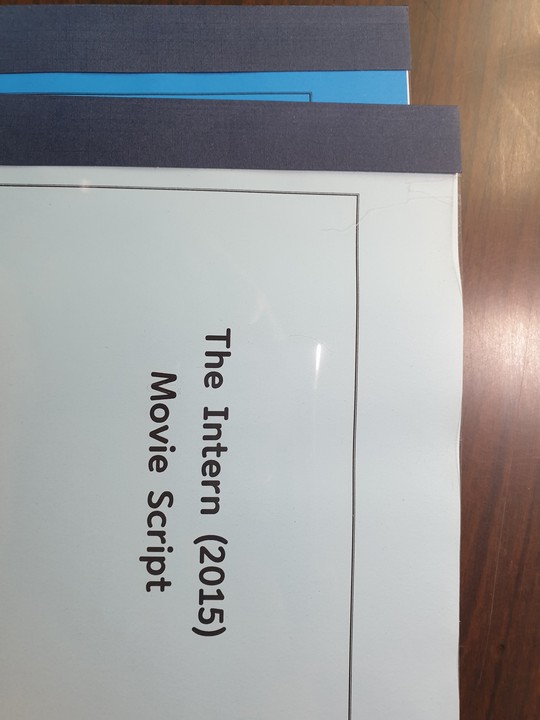 The Intern (2015)
Movie Script